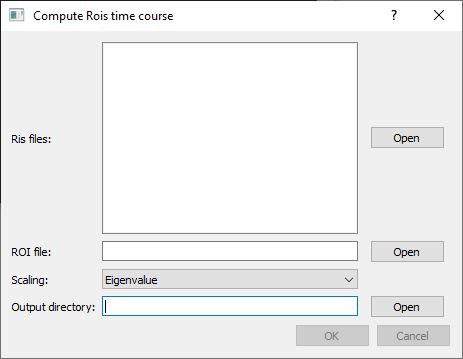 Compute Rois time course
?
Ris files:
Open
ROI file:
Open
Scaling:
Eigenvalue
Output directory:
Open
OK
Cancel